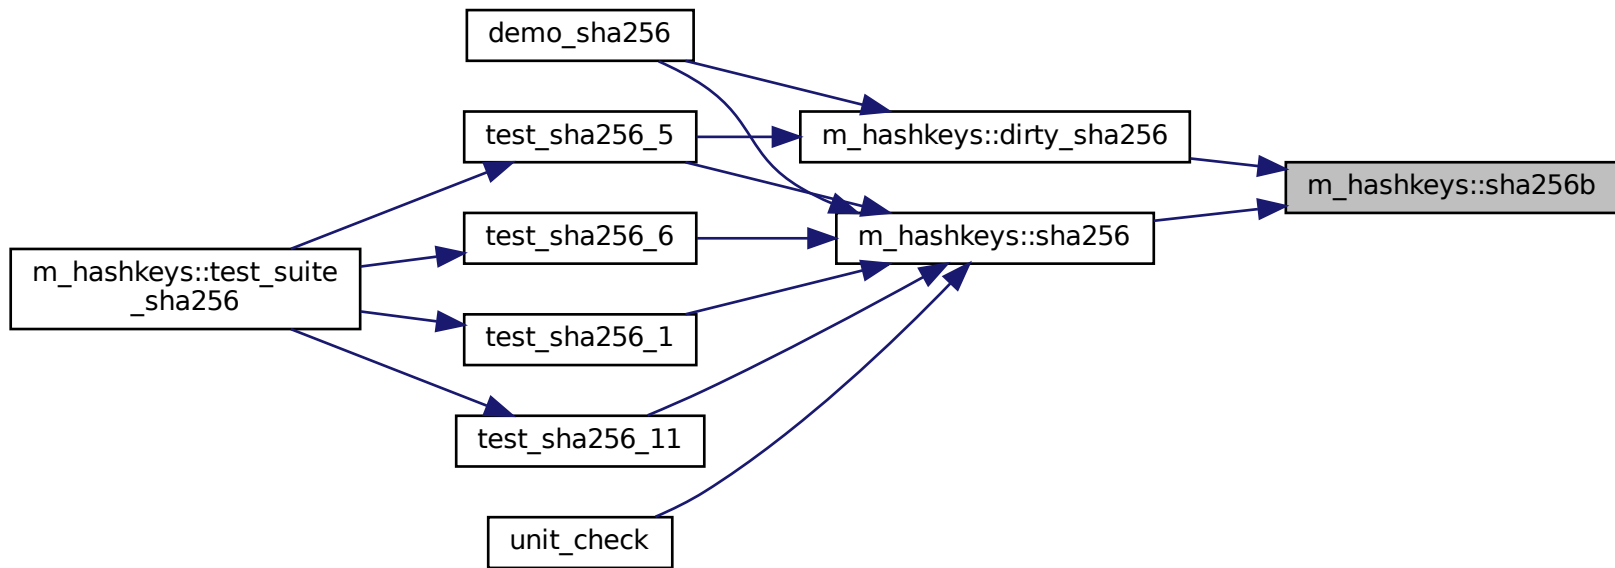 demo_sha256
test_sha256_5
m_hashkeys::dirty_sha256
m_hashkeys::sha256b
test_sha256_6
m_hashkeys::sha256
m_hashkeys::test_suite
_sha256
test_sha256_1
test_sha256_11
unit_check